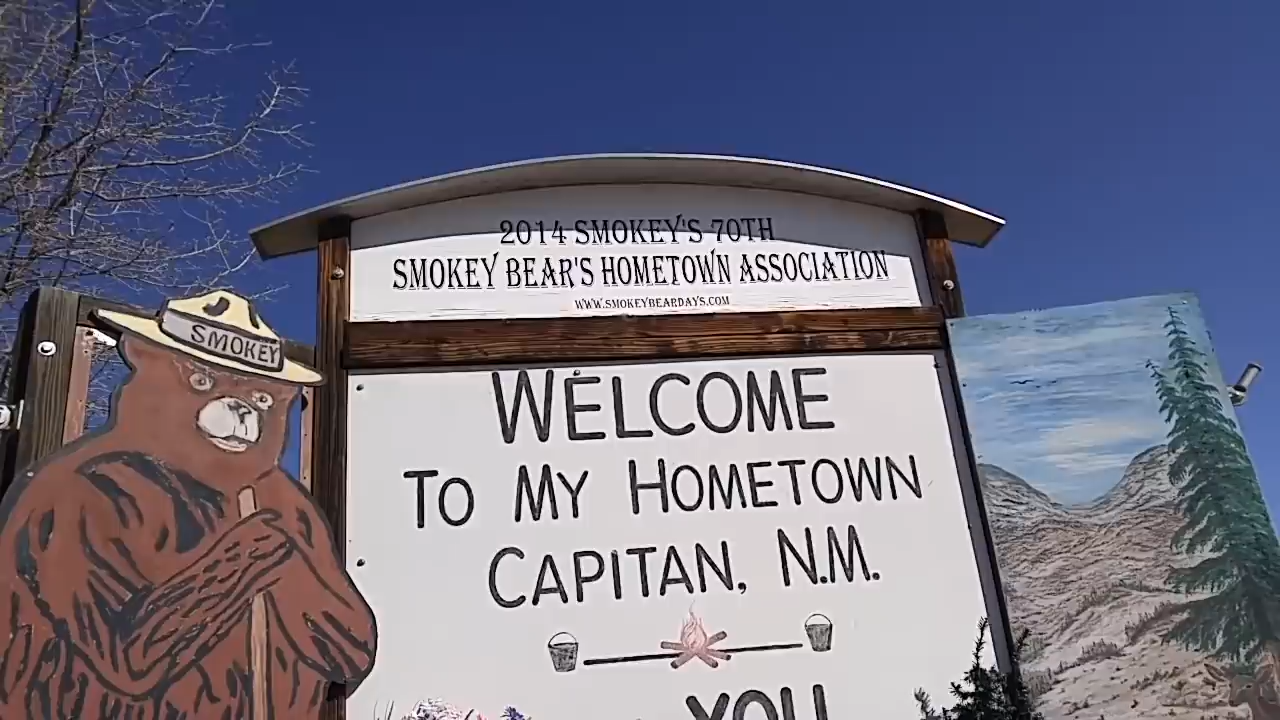 2014 SMOKEY'S 70TH
SMOKEY BEAR'S HOMETOWN ASSOCIATION
WWW.SMOKEYBEARDAYS.COM
SMOKEY
WELCOME
TO MY HOMETOWN
CAPITAN, N.M.
YOU